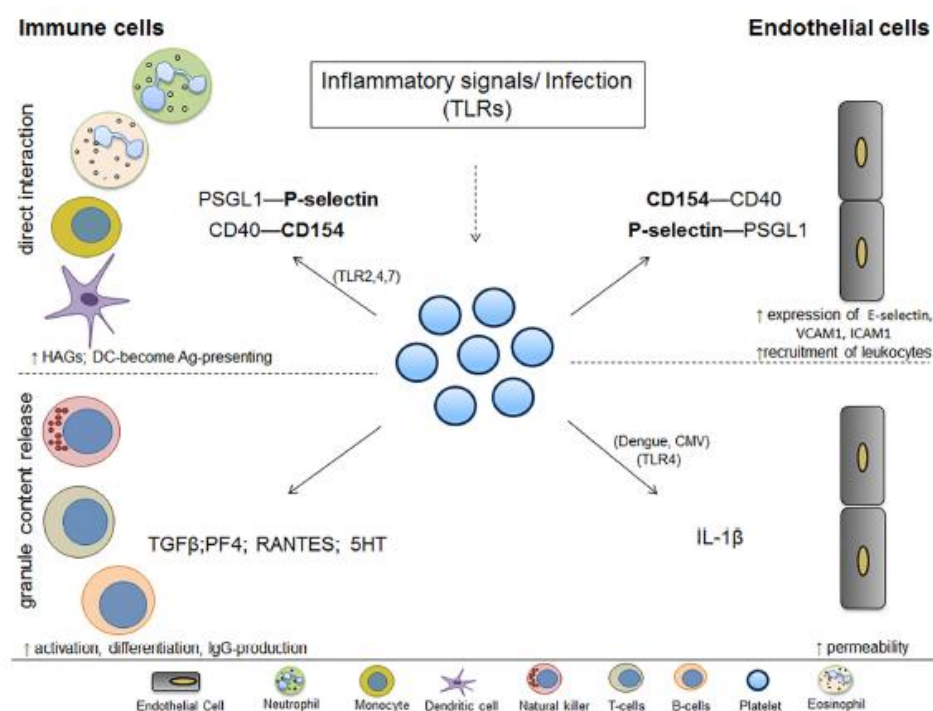 Immune cells
Endothelial cells
Inflammatory signals/ Infection
(TLRs)
direct interaction
PSGL1—P-selectin
CD40—CD154
(TLR2,4,7)
CD154—CD40
P-selectin—PSGL1
↑ HAGs; DC-become Ag-presenting
↑ expression of E-selectin,
VCAM1, ICAM1
↑recruitment of leukocytes
granule content release
(Dengue, CMV)
(TLR4)
TGFβ;PF4; RANTES; 5HT
IL-1β
↑ activation, differentiation, IgG-production
↑ permeability
Endothelial Cell
Neutrophil
Monocyte
Dendritic cell
Natural killer
T-cells
B-cells
Platelet
Eosinophil